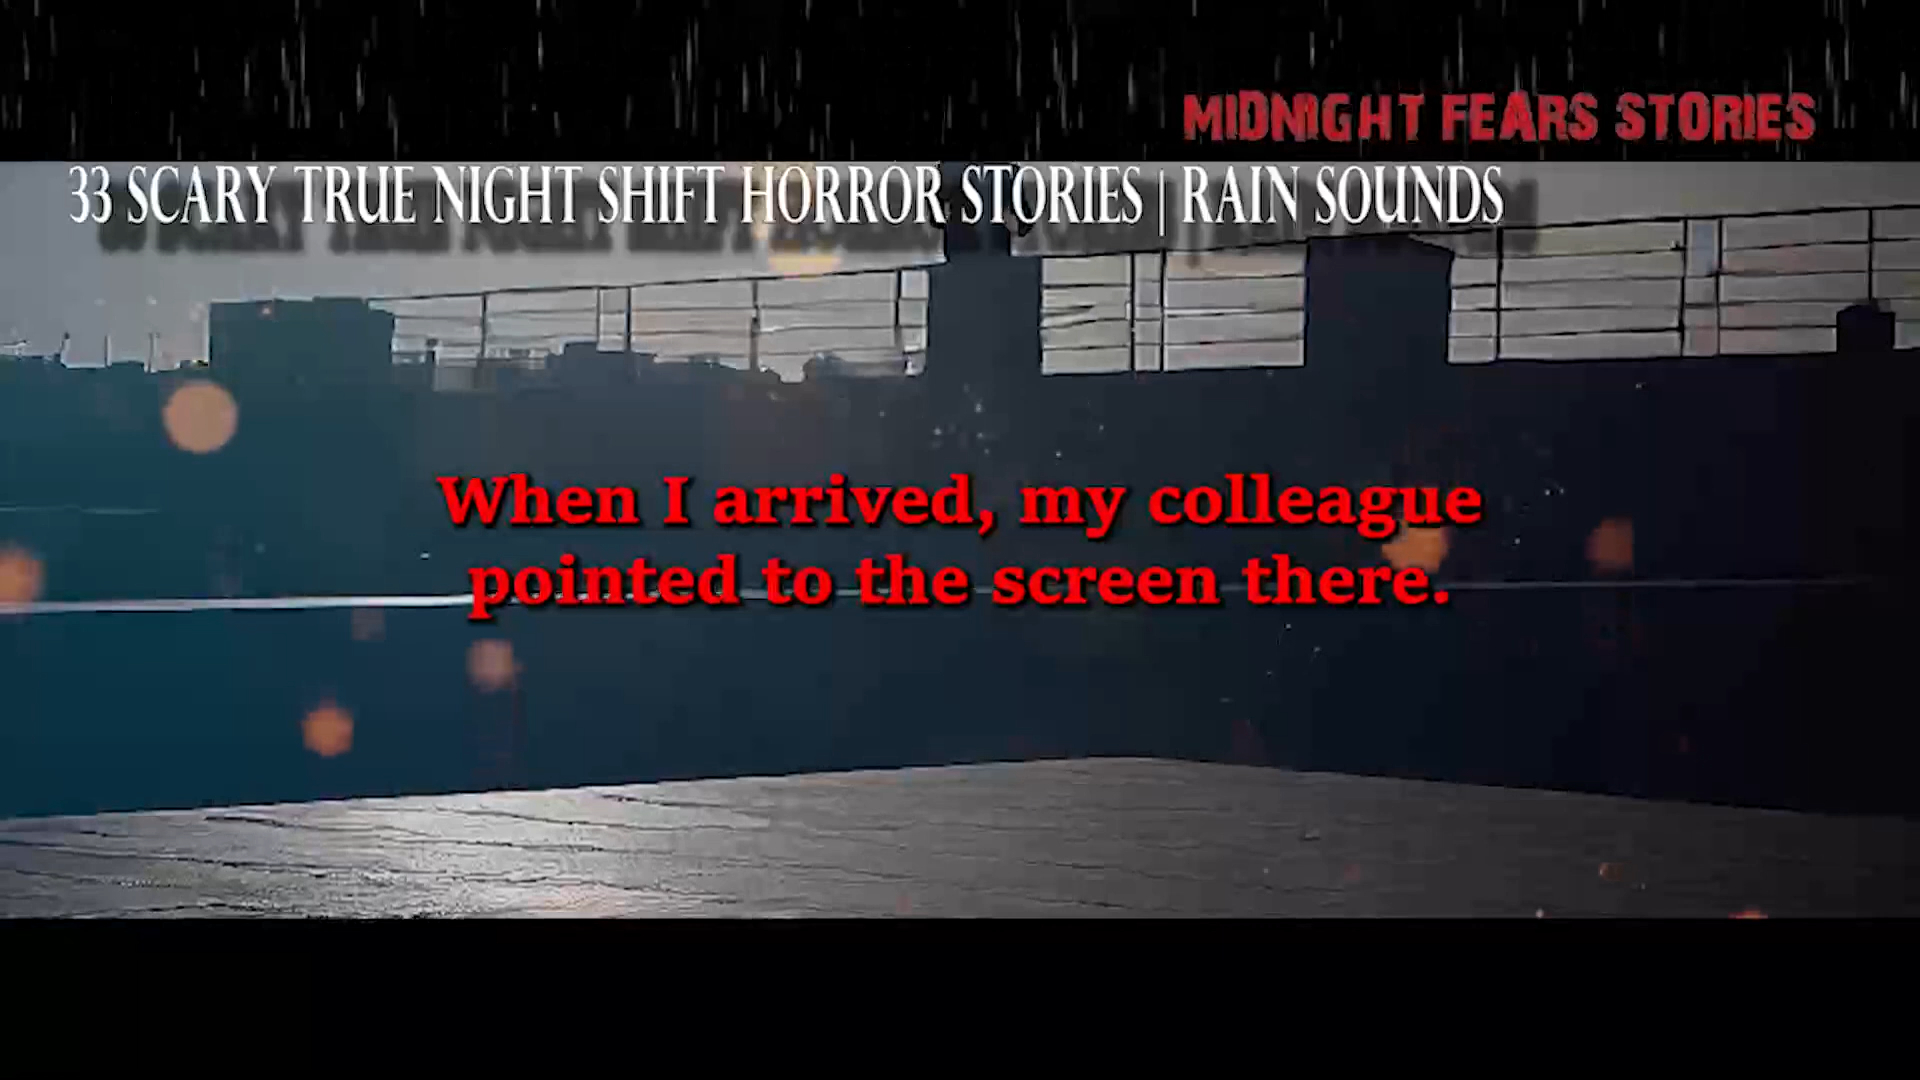 MIDNIGHT FEARS STORIES
33 SCARY TRUE NIGHT SHIFT HORROR STORIES | RAIN SOUNDS
When I arrived, my colleague
pointed to the screen there.